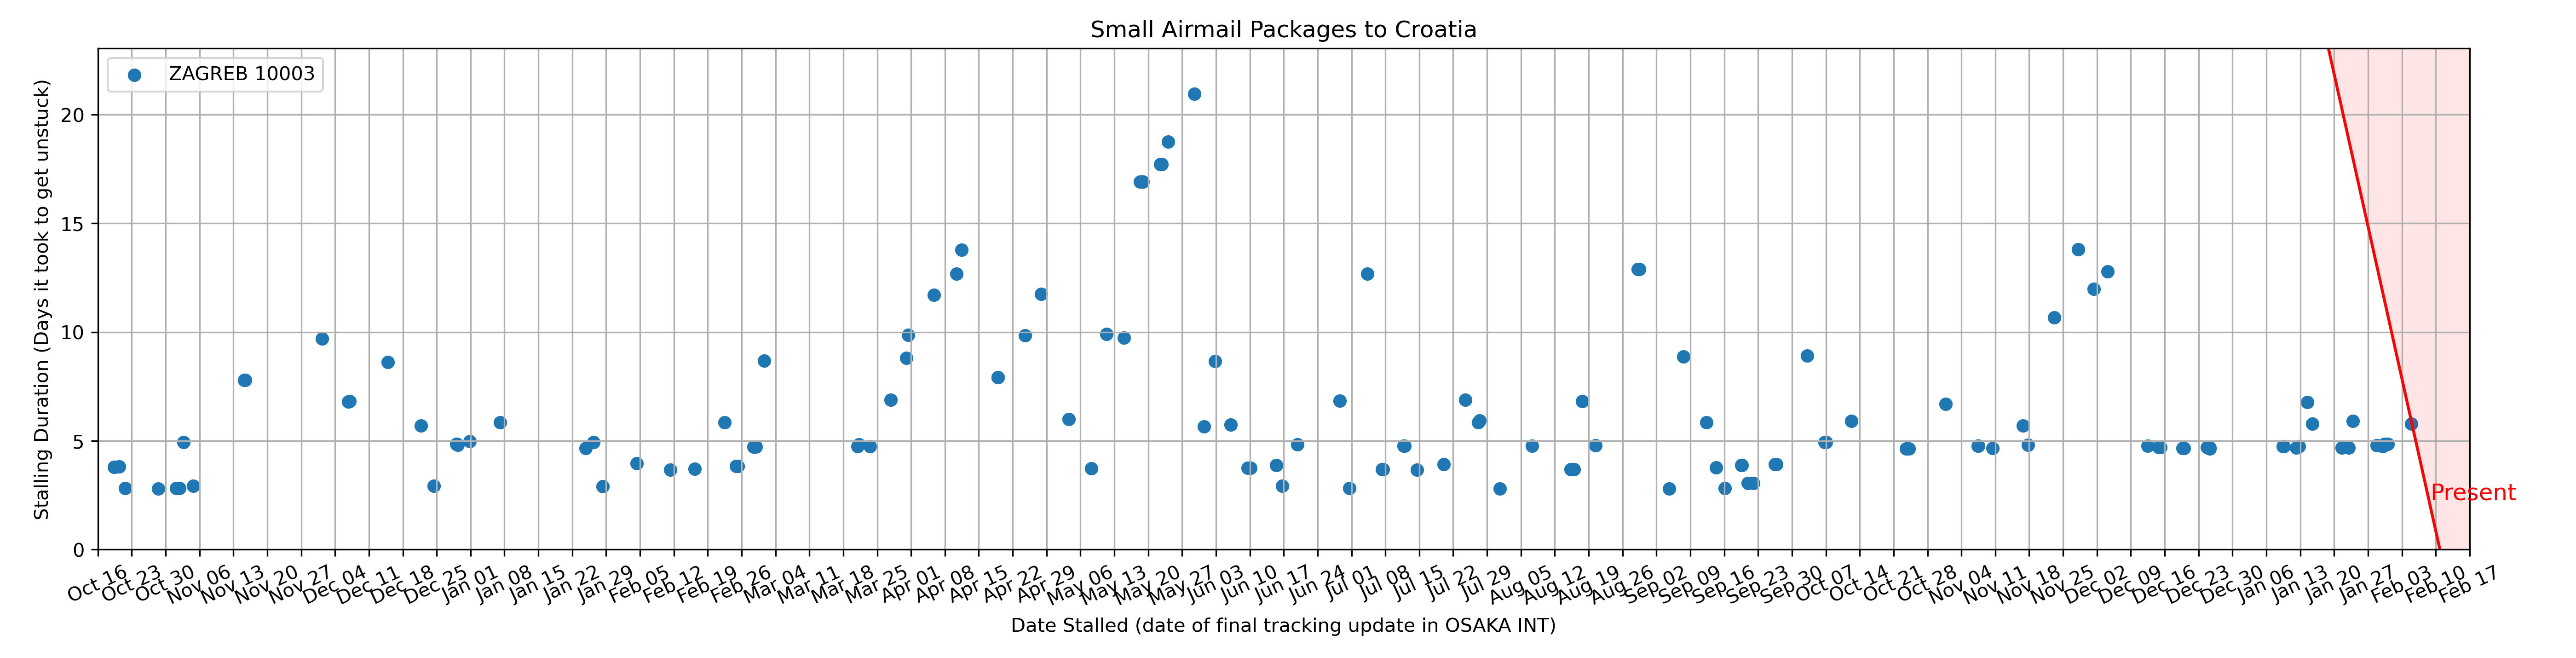 Small Airmail Packages to Croatia
ZAGREB 10003
Stalling Duration (Days it took to get unstuck)
20
15
10
5
0
Present
Oct 16
Oct 23
Oct 30
Nov 06
Nov 13
Nov 20
Nov 27
Dec 04
Dec 11
Dec 18
Dec 25
Jan 01
Jan 08
Jan 15
Jan 22
Jan 29
Feb 05
Feb 12
Feb 19
Feb 26
Mar 04
Mar 11
Mar 18
Mar 25
Apr 01
Apr 08
Apr 15
Apr 22
Apr 29
May 06
May 13
May 20
May 27
Jun 03
Jun 10
Jun 17
Jun 24
Jul 01
Jul 08
Jul 15
Jul 22
Jul 29
Aug 05
Aug 12
Aug 19
Aug 26
Sep 02
Sep 09
Sep 16
Sep 23
Sep 30
Oct 07
Oct 14
Oct 21
Oct 28
Nov 04
Nov 11
Nov 18
Nov 25
Dec 02
Dec 09
Dec 16
Dec 23
Dec 30
Jan 06
Jan 13
Jan 20
Jan 27
Feb 03
Feb 10
Feb 17
Date Stalled (date of final tracking update in OSAKA INT)